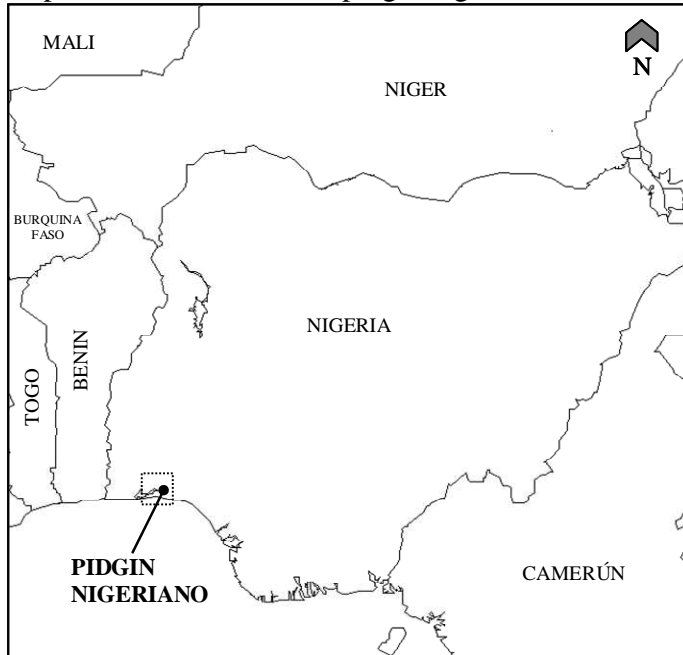 MALI
N
NIGER
BURQUINA
FASO
NIGERIA
BENIN
TOGO
PIDGIN
NIGERIANO
CAMERÚN